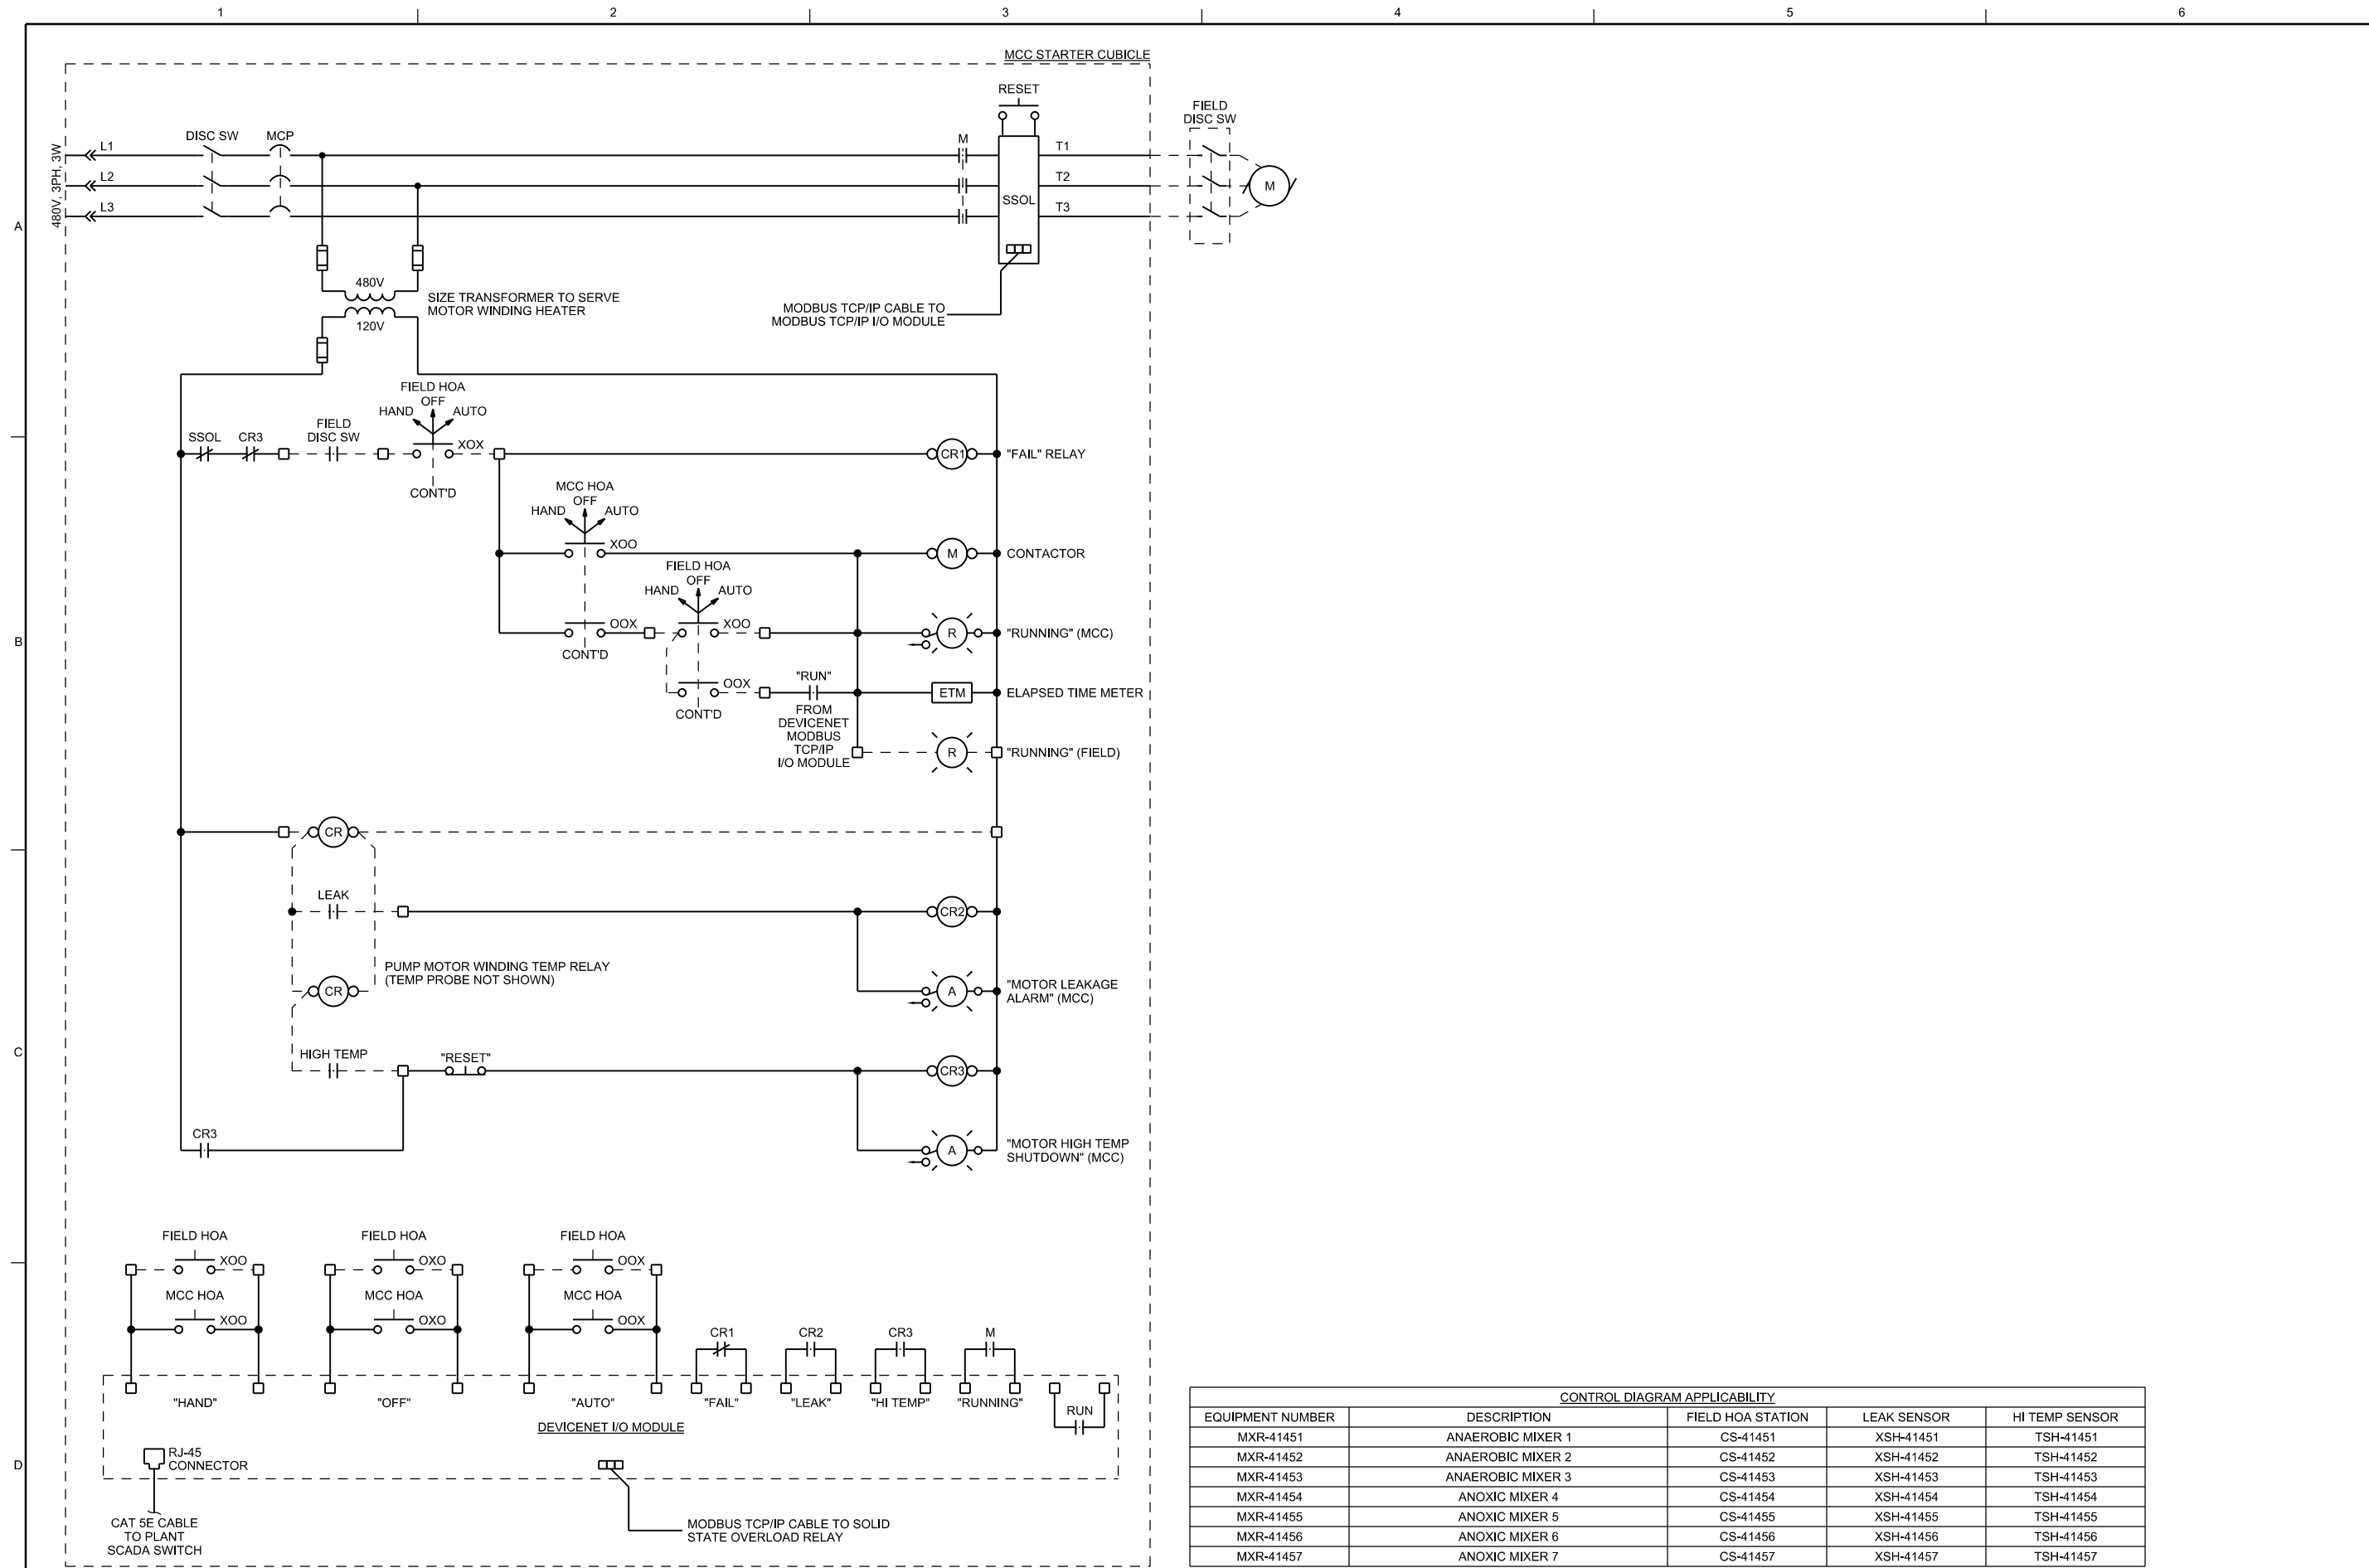 1
2
3
4
5
6
A
B
C
D
MCC STARTER CUBICLE
RESET
FIELD
DISC SW
480V, 3PH, 3W
L1
L2
L3
DISC SW
MCP
M
SSOL
T1
T2
T3
M
480V
120V
SIZE TRANSFORMER TO SERVE
MOTOR WINDING HEATER
MODBUS TCP/IP CABLE TO
MODBUS TCP/IP I/O MODULE
SSOL
CR3
FIELD
DISC SW
FIELD HOA
OFF
HAND
AUTO
XOX
CONT'D
CR1
"FAIL" RELAY
MCC HOA
OFF
HAND
AUTO
XOO
M
CONTACTOR
FIELD HOA
OFF
HAND
AUTO
OOX
CONT'D
XOO
R
"RUNNING" (MCC)
OOX
CONT'D
"RUN"
FROM
DEVICENET
MODBUS
TCP/IP
I/O MODULE
ETM
ELAPSED TIME METER
R
"RUNNING" (FIELD)
CR
LEAK
CR2
PUMP MOTOR WINDING TEMP RELAY
(TEMP PROBE NOT SHOWN)
CR
A
"MOTOR LEAKAGE
ALARM" (MCC)
HIGH TEMP
"RESET"
CR3
CR3
A
"MOTOR HIGH TEMP
SHUTDOWN" (MCC)
FIELD HOA
XOO
MCC HOA
XOO
"HAND"
FIELD HOA
OXO
MCC HOA
OXO
"OFF"
FIELD HOA
OOX
MCC HOA
OOX
"AUTO"
CR1
"FAIL"
CR2
"LEAK"
CR3
"HI TEMP"
M
"RUNNING"
RUN
DEVICENET I/O MODULE
RJ-45
CONNECTOR
CAT 5E CABLE
TO PLANT
SCADA SWITCH
MODBUS TCP/IP CABLE TO SOLID
STATE OVERLOAD RELAY
CONTROL DIAGRAM APPLICABILITY
EQUIPMENT NUMBER DESCRIPTION FIELD HOA STATION LEAK SENSOR HI TEMP SENSOR
MXR-41451 ANAEROBIC MIXER 1 CS-41451 XSH-41451 TSH-41451
MXR-41452 ANAEROBIC MIXER 2 CS-41452 XSH-41452 TSH-41452
MXR-41453 ANAEROBIC MIXER 3 CS-41453 XSH-41453 TSH-41453
MXR-41454 ANOXIC MIXER 4 CS-41454 XSH-41454 TSH-41454
MXR-41455 ANOXIC MIXER 5 CS-41455 XSH-41455 TSH-41455
MXR-41456 ANOXIC MIXER 6 CS-41456 XSH-41456 TSH-41456
MXR-41457 ANOXIC MIXER 7 CS-41457 XSH-41457 TSH-41457